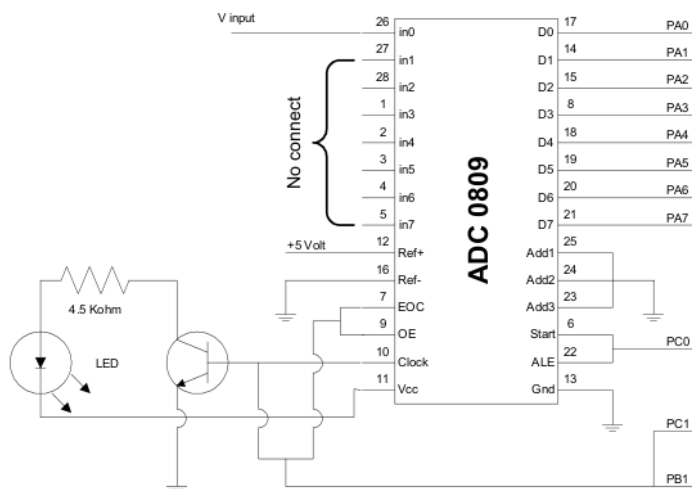 V input
26 in0 D0 17 PA0
27 in1 D1 14 PA1
28 in2 D2 15 PA2
1 in3 D3 8 PA3
2 in4 D4 18 PA4
3 in5 D5 19 PA5
4 in6 D6 20 PA6
5 in7 D7 21 PA7
No connect
ADC 0809
+5 Volt 12 Ref+ Add1 25
16 Ref- Add2 24
7 EOC Add3 23
9 OE Start 6
PC0
10 Clock ALE 22
11 Vcc Gnd 13
4.5 Kohm
LED
PC1
PB1